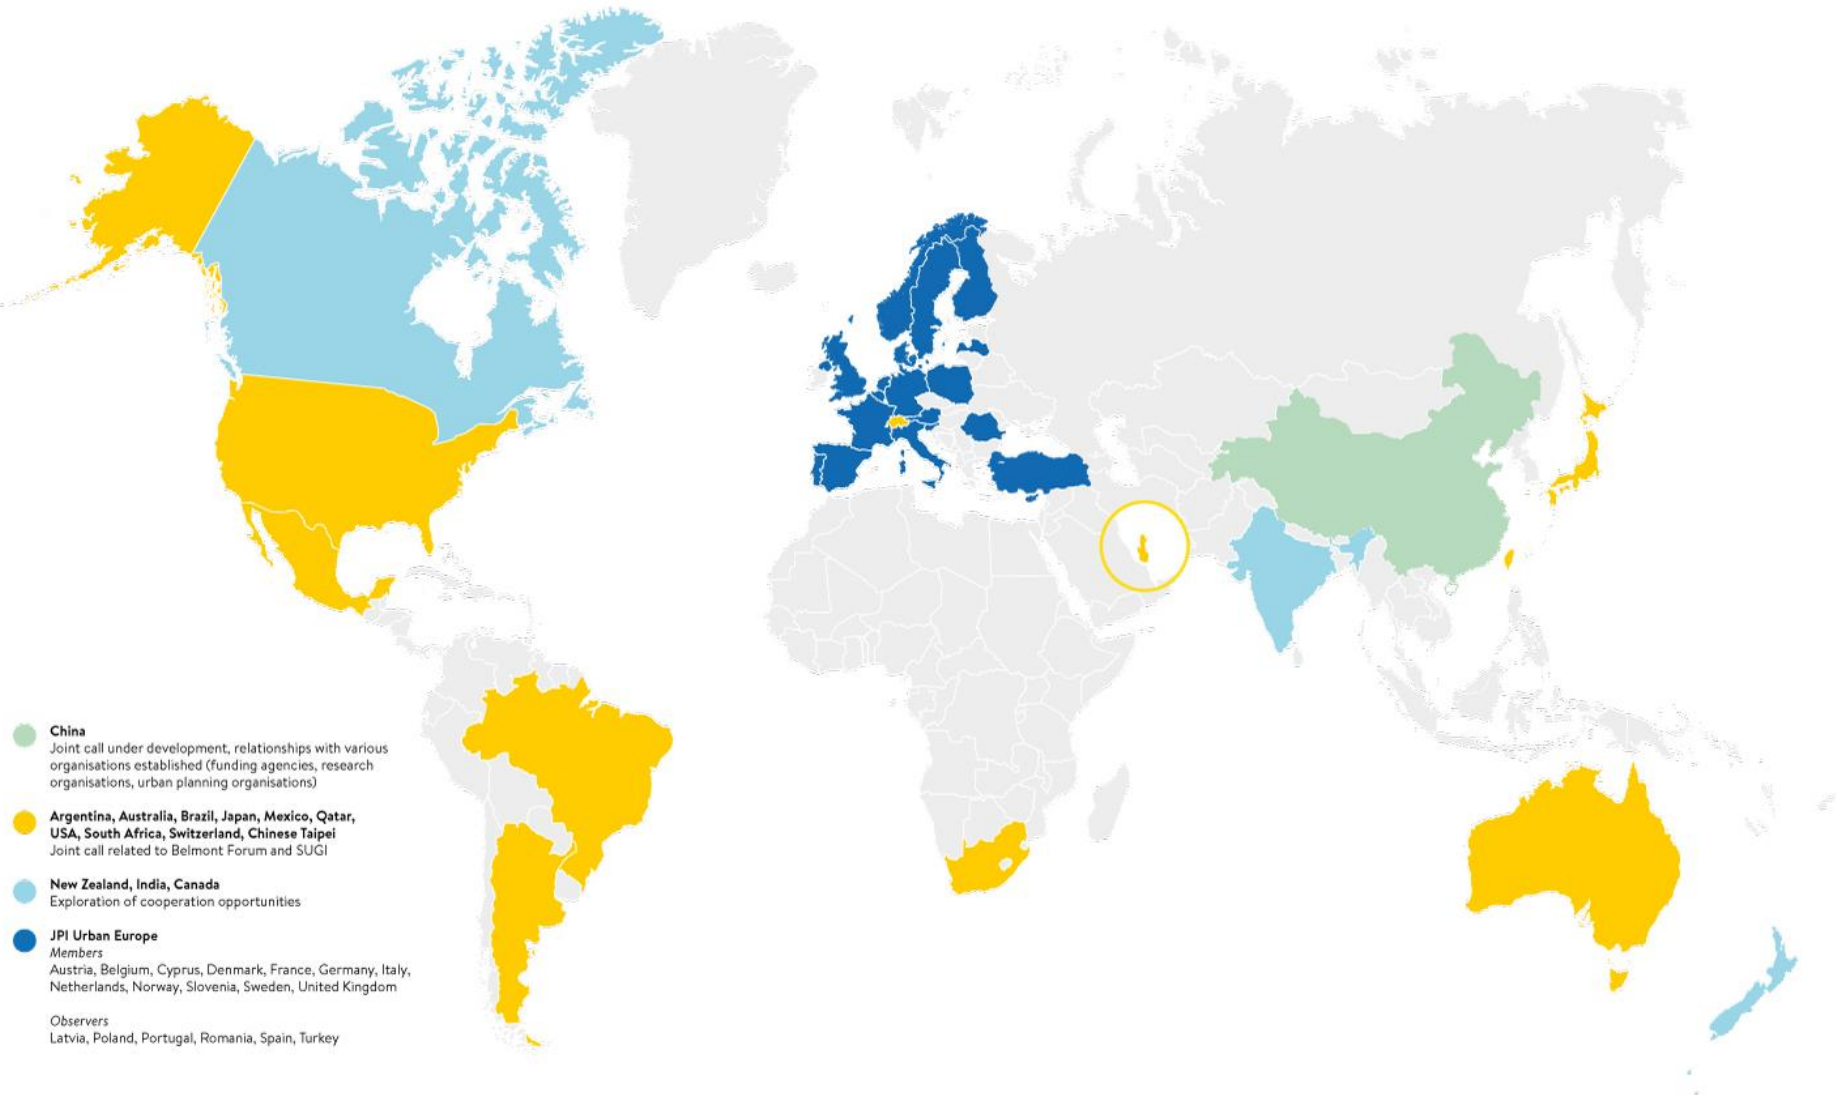 China
Joint call under development, relationships with various
organisations established (funding agencies, research
organisations, urban planning organisations)
Argentina, Australia, Brazil, Japan, Mexico, Qatar,
USA, South Africa, Switzerland, Chinese Taipei
Joint call related to Belmont Forum and SUGI
New Zealand, India, Canada
Exploration of cooperation opportunities
JPI Urban Europe
Members
Austria, Belgium, Cyprus, Denmark, France, Germany, Italy,
Netherlands, Norway, Slovenia, Sweden, United Kingdom
Observers
Latvia, Poland, Portugal, Romania, Spain, Turkey